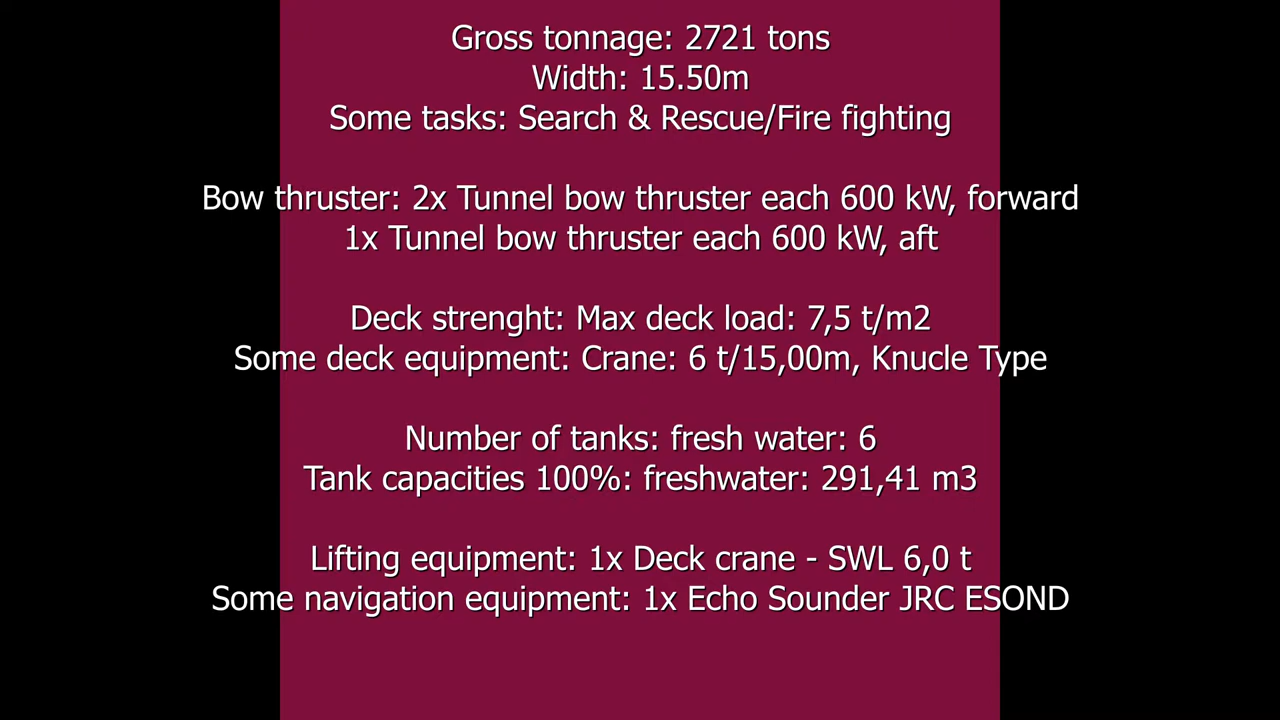 Gross tonnage: 2721 tons
Width: 15.50m
Some tasks: Search & Rescue/Fire fighting
Bow thruster: 2x Tunnel bow thruster each 600 kW, forward
1x Tunnel bow thruster each 600 kW, aft
Deck strenght: Max deck load: 7,5 t/m2
Some deck equipment: Crane: 6 t/15,00m, Knucle Type
Number of tanks: fresh water: 6
Tank capacities 100%: freshwater: 291,41 m3
Lifting equipment: 1x Deck crane - SWL 6,0 t
Some navigation equipment: 1x Echo Sounder JRC ESOND